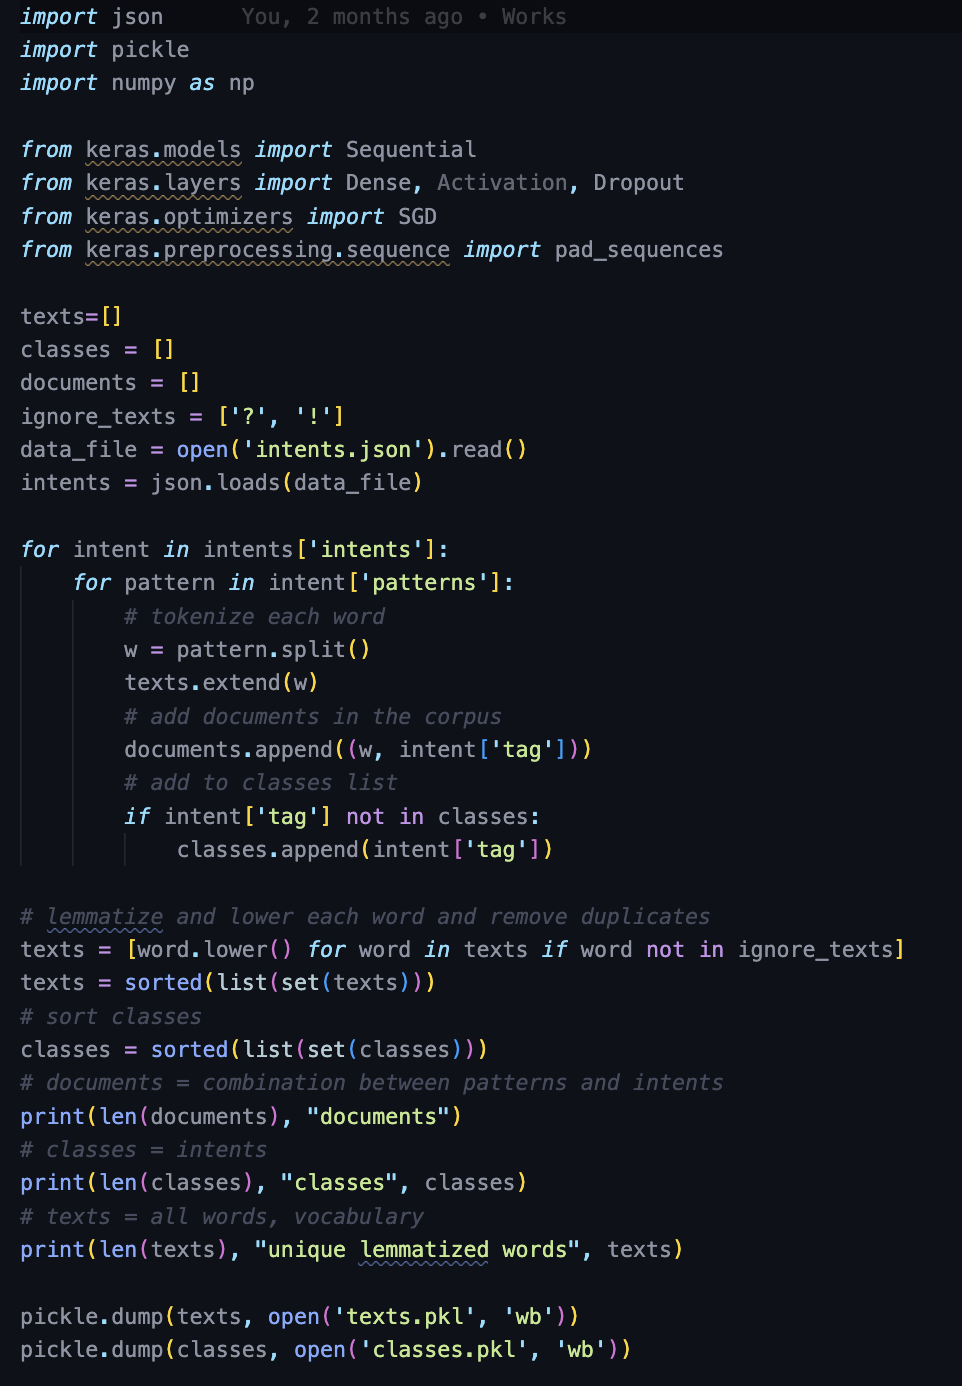 import json      You, 2 months ago • Works
import pickle
import numpy as np

from keras.models import Sequential
from keras.layers import Dense, Activation, Dropout
from keras.optimizers import SGD
from keras.preprocessing.sequence import pad_sequences

texts=[]
classes = []
documents = []
ignore_texts = ['?', '!']
data_file = open('intents.json').read()
intents = json.loads(data_file)

for intent in intents['intents']:
    for pattern in intent['patterns']:
        # tokenize each word
        w = pattern.split()
        texts.extend(w)
        # add documents in the corpus
        documents.append((w, intent['tag']))
        # add to classes list
        if intent['tag'] not in classes:
            classes.append(intent['tag'])

# lemmatize and lower each word and remove duplicates
texts = [word.lower() for word in texts if word not in ignore_texts]
texts = sorted(list(set(texts)))
# sort classes
classes = sorted(list(set(classes)))
# documents = combination between patterns and intents
print(len(documents), "documents")
# classes = intents
print(len(classes), "classes", classes)
# texts = all words, vocabulary
print(len(texts), "unique lemmatized words", texts)

pickle.dump(texts, open('texts.pkl', 'wb'))
pickle.dump(classes, open('classes.pkl', 'wb'))